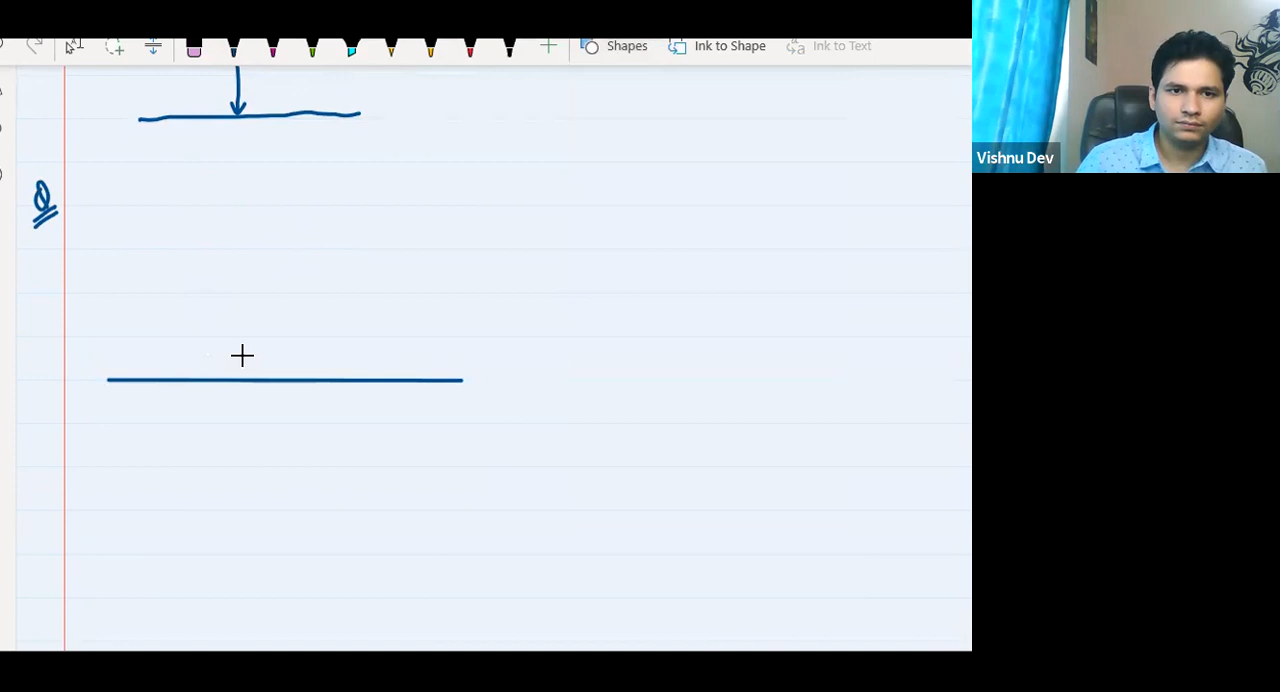 Shapes
Ink to Shape
Ink to Text
Vishnu Dev
Q